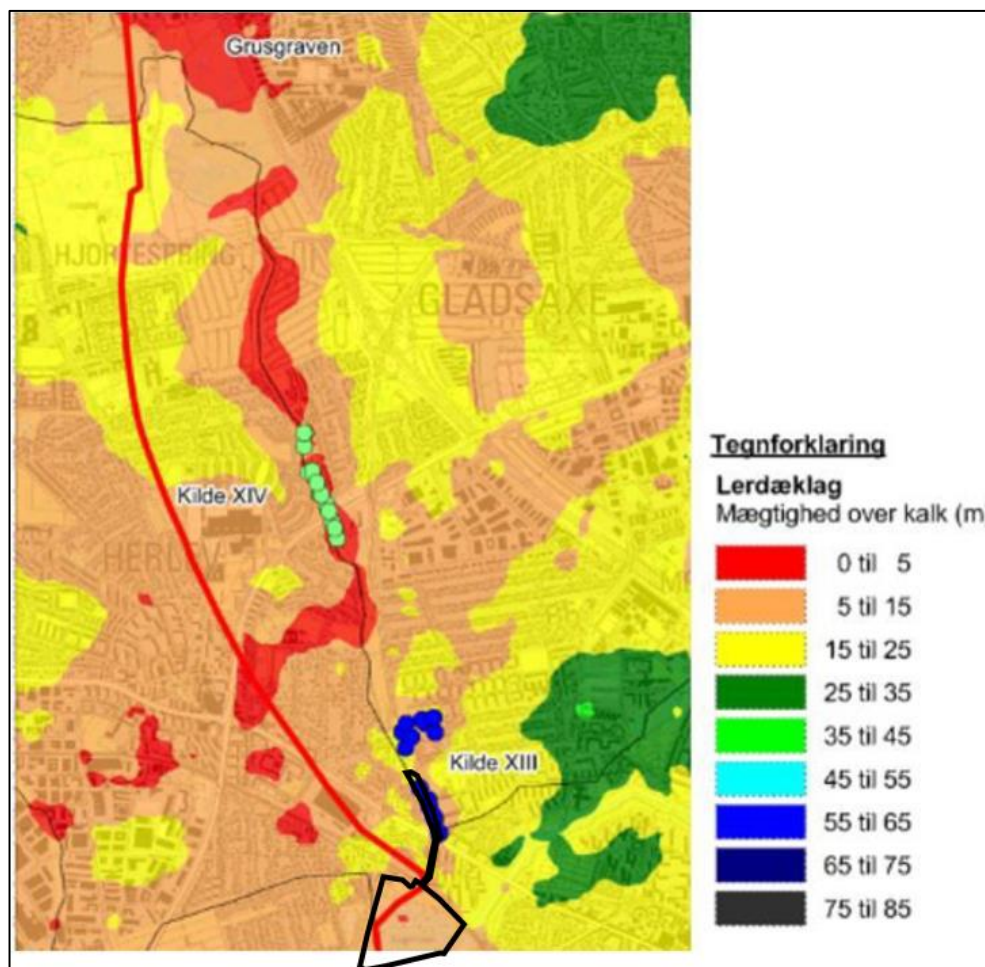 Grusgraven
HJORTESPRING
GLADSAXE
Kilde XIV
HERLEV
Kilde XIII
Tegnforklaring
Lerdæklag
Mægtighed over kalk (m
0 til 5
5 til 15
15 til 25
25 til 35
35 til 45
45 til 55
55 til 65
65 til 75
75 til 85